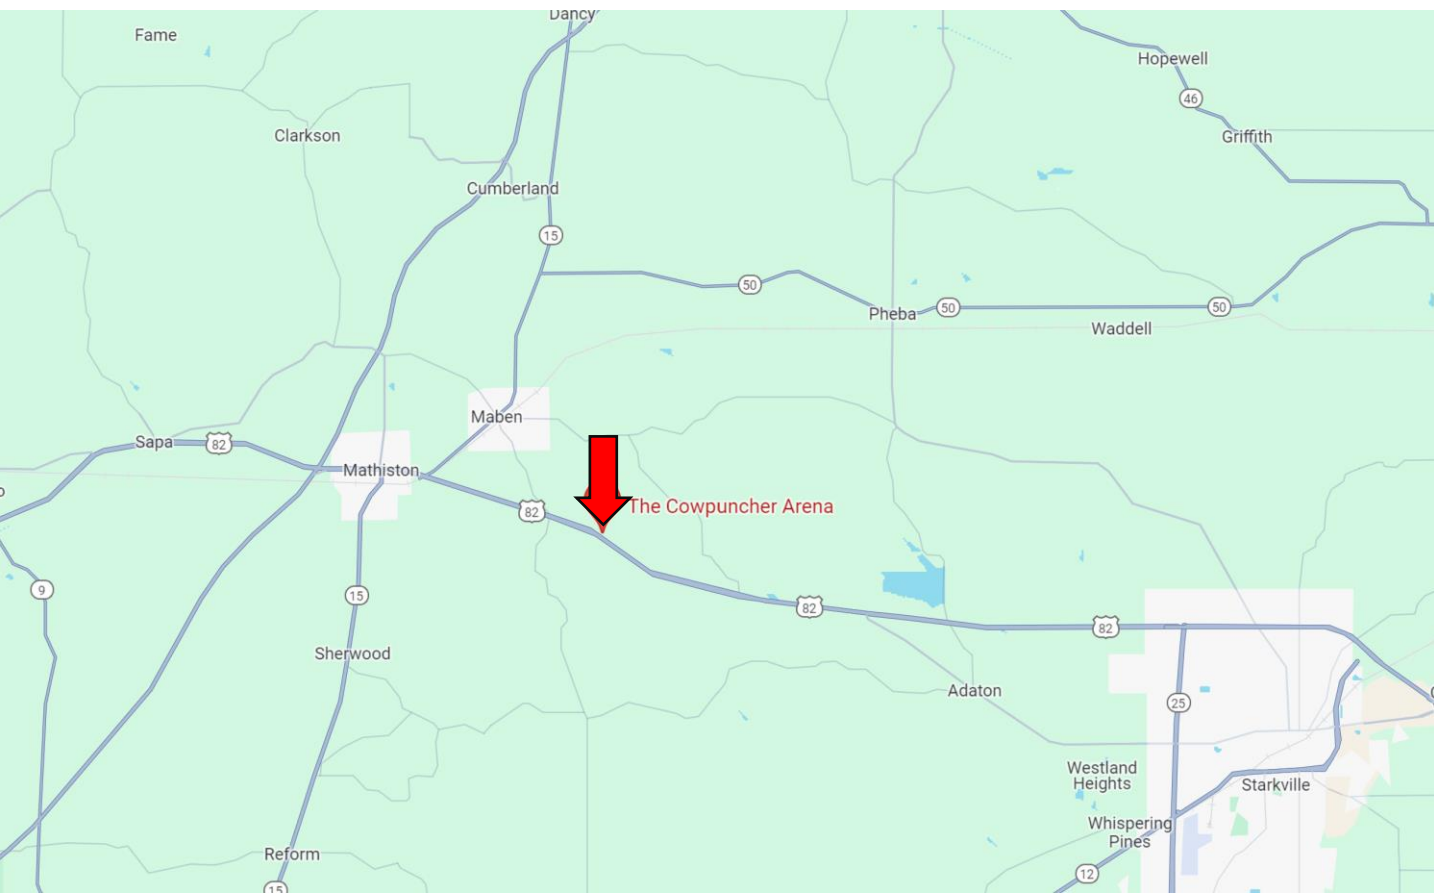 Dancy
Fame
Hopewell
46
Clarkson
Griffith
Cumberland
15
50
50
50
Pheba
Waddell
Maben
Sapa
82
Mathiston
The Cowpuncher Arena
82
9
15
82
82
Sherwood
Adaton
25
Westland
Heights
Starkville
Whispering
Pines
Reform
12
15